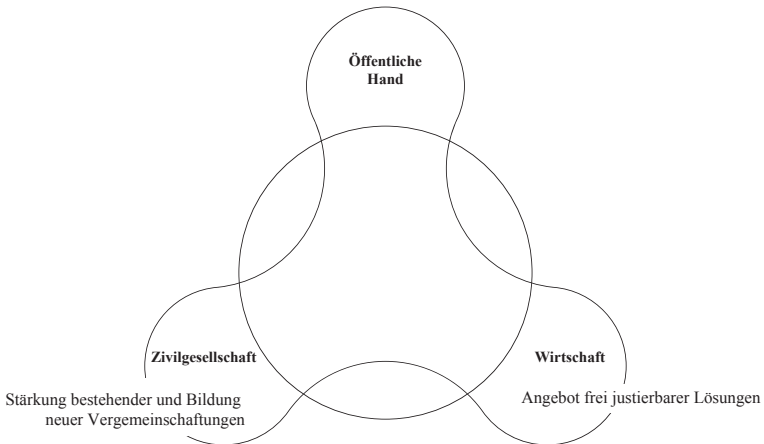 Öffentliche
Hand
Zivilgesellschaft
Stärkung bestehender und Bildung
neuer Vergemeinschaftungen
Wirtschaft
Angebot frei justierbarer Lösungen